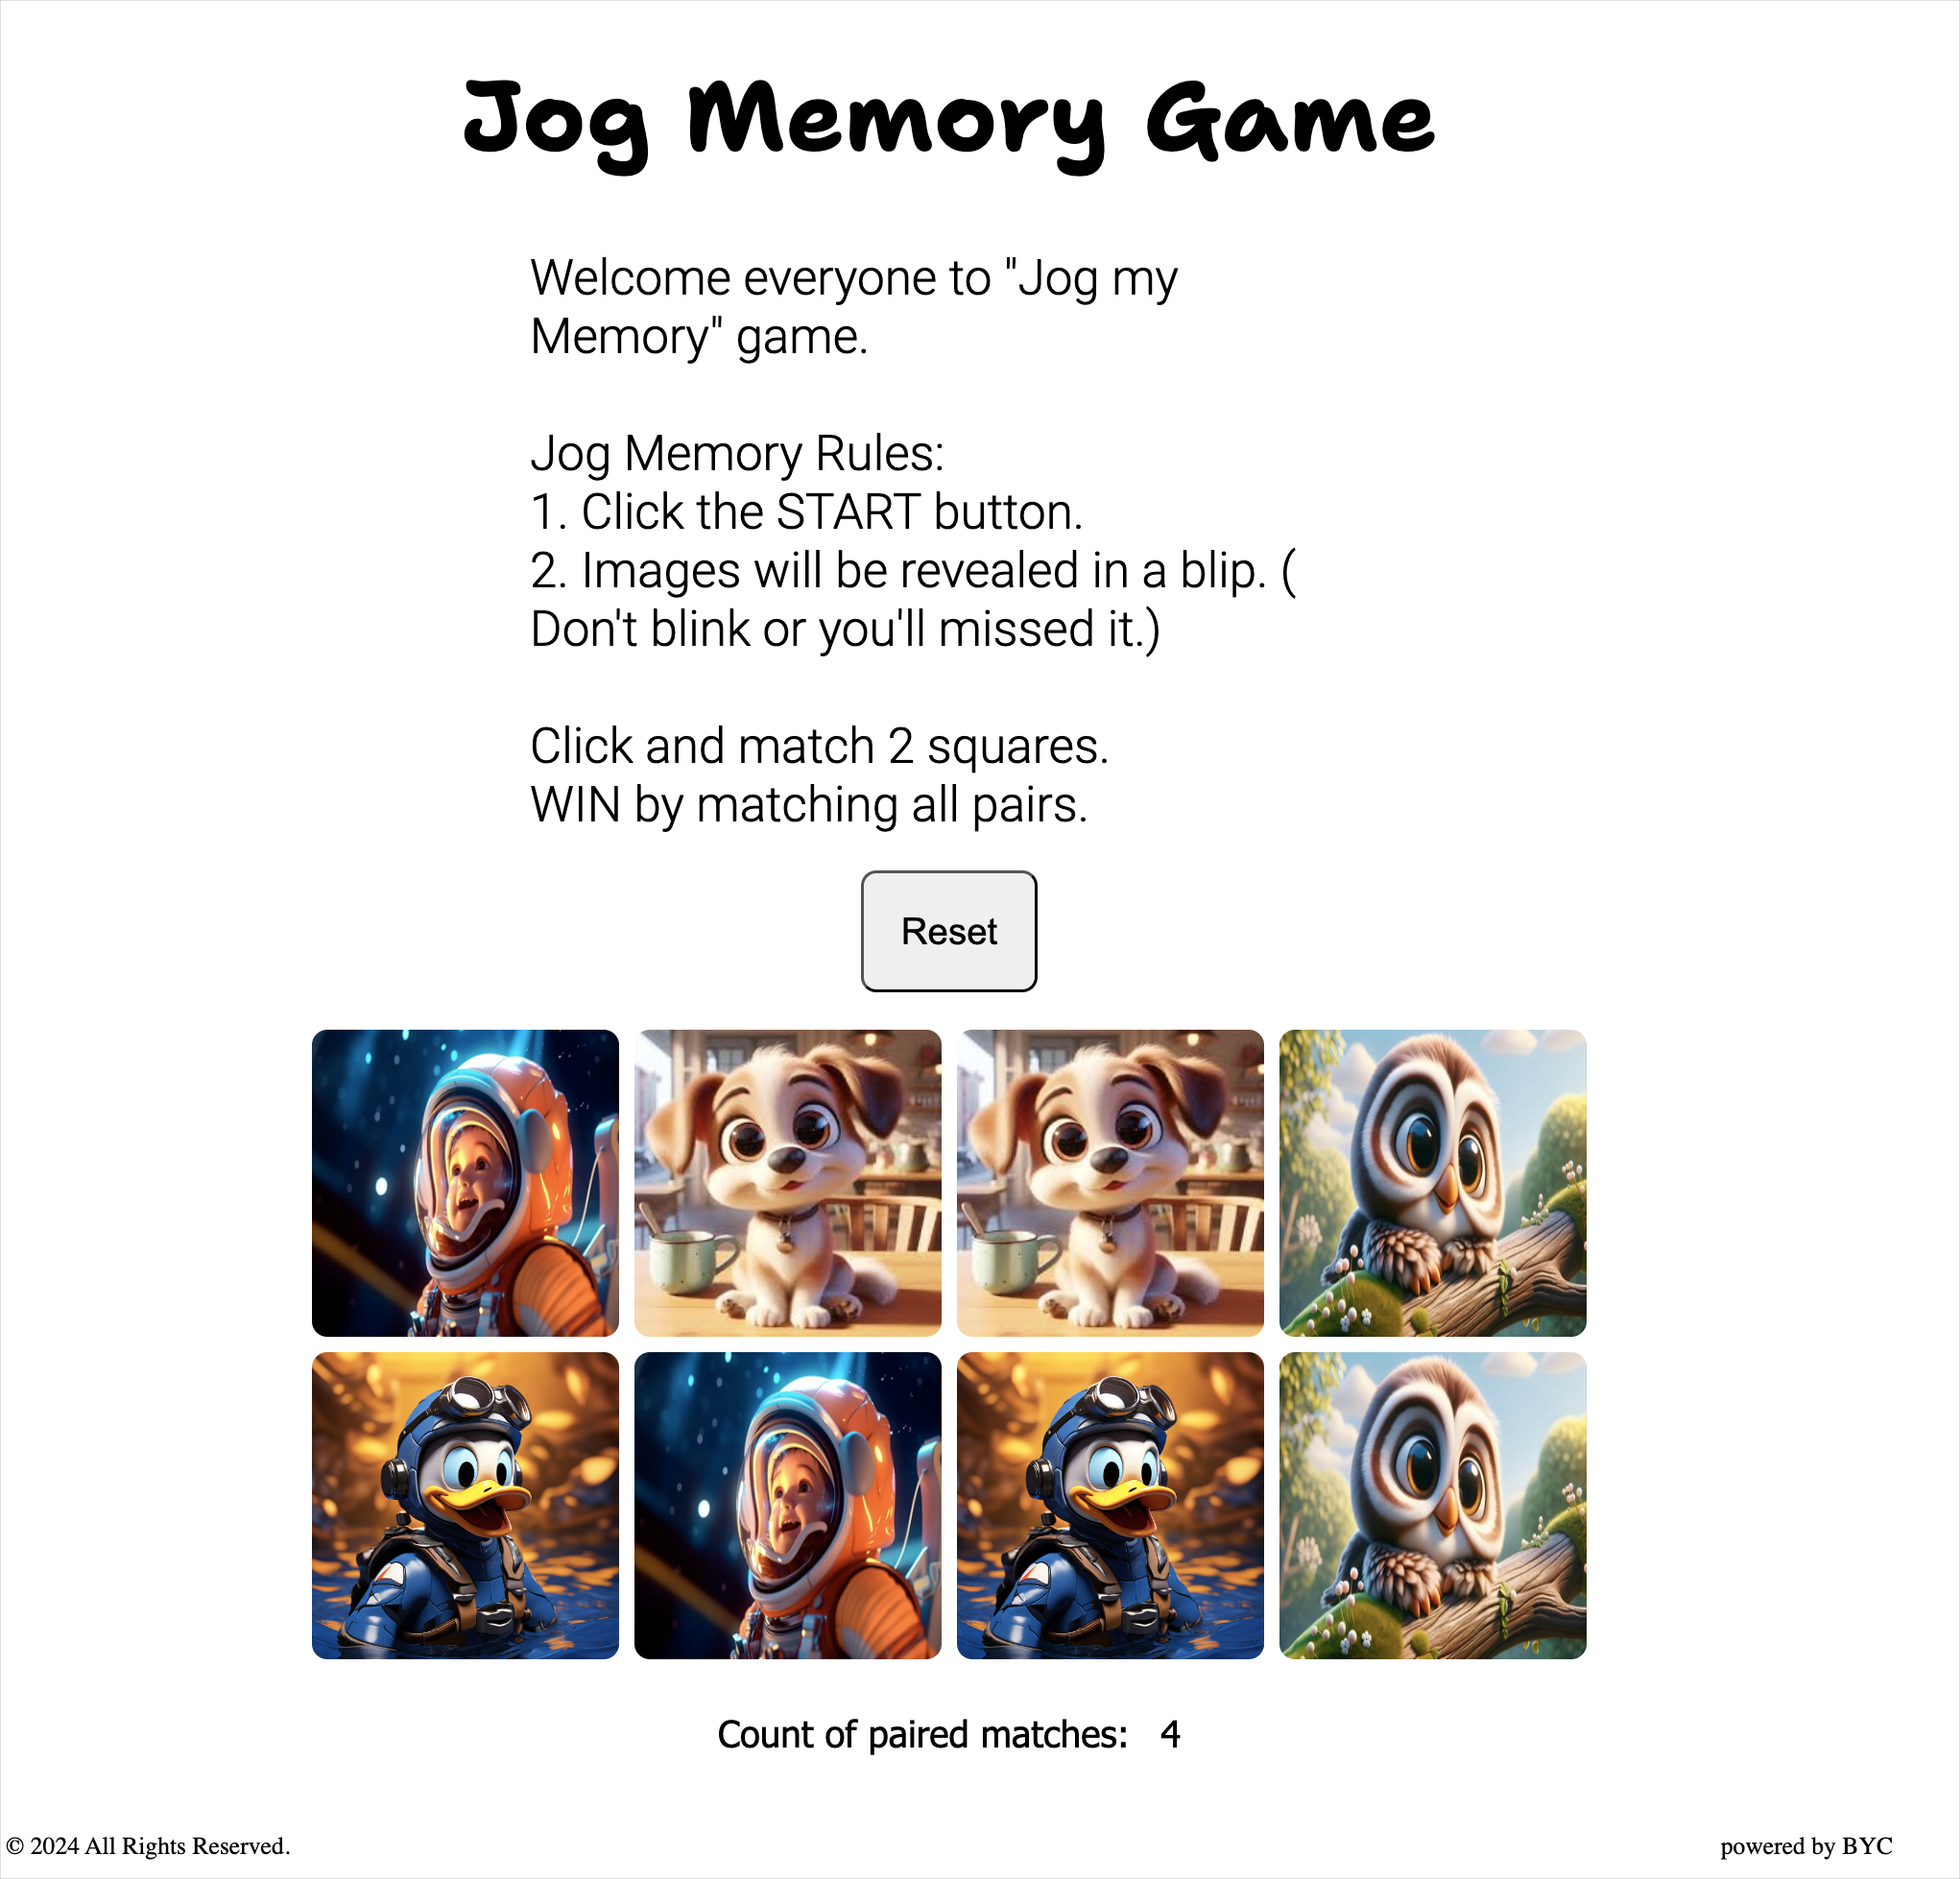 Jog Memory Game
Welcome everyone to "Jog my
Memory" game.
Jog Memory Rules:
1. Click the START button.
2. Images will be revealed in a blip. (
Don't blink or you'll missed it.)
Click and match 2 squares.
WIN by matching all pairs.
Reset
Count of paired matches: 4
© 2024 All Rights Reserved.
powered by BYC